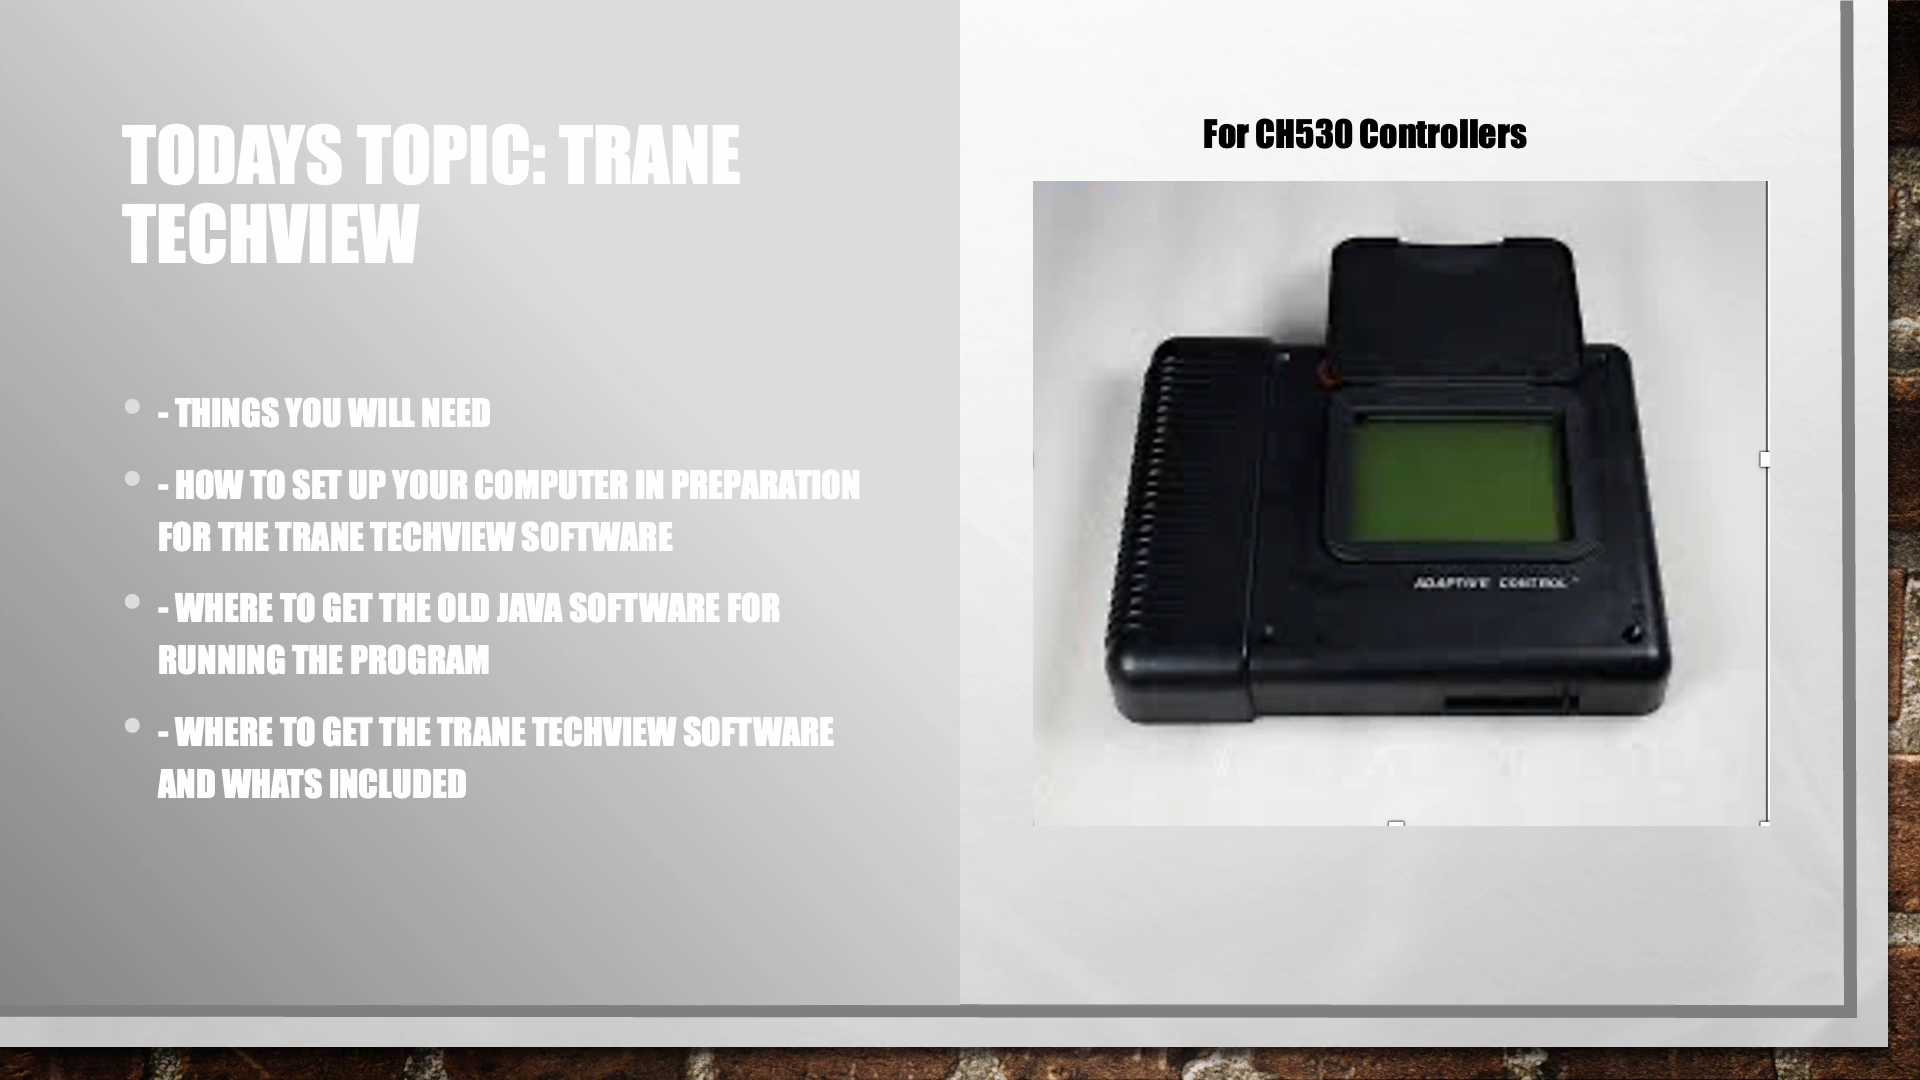 TODAYS TOPIC: TRANE
TECHVIEW
- THINGS YOU WILL NEED
- HOW TO SET UP YOUR COMPUTER IN PREPARATION
FOR THE TRANE TECHVIEW SOFTWARE
- WHERE TO GET THE OLD JAVA SOFTWARE FOR
RUNNING THE PROGRAM
- WHERE TO GET THE TRANE TECHVIEW SOFTWARE
AND WHATS INCLUDED
For CH530 Controllers
ADAPTIVE CONTROL™